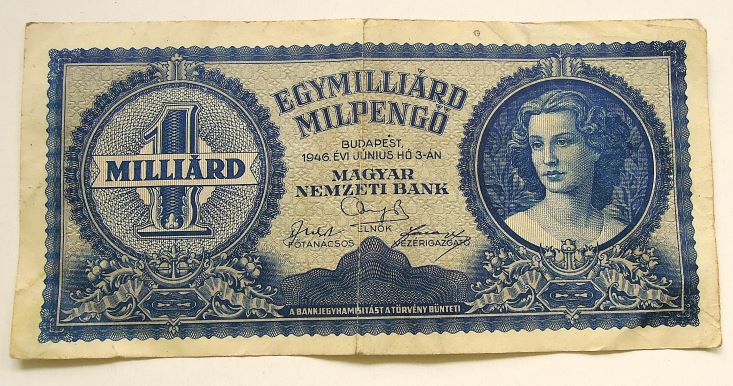 1
MILLIÁRD
EGYMILLIÁRD
MILPENGŐ
BUDAPEST,
1946. ÉVI JÚNIUS HÓ 3-ÁN
MAGYAR
NEMZETI BANK
ELNÖK
FŐTANÁCSOS VEZÉRIGAZGATÓ
A BANKJEGYHAMISÍTÁST A TÖRVÉNY BÜNTETI